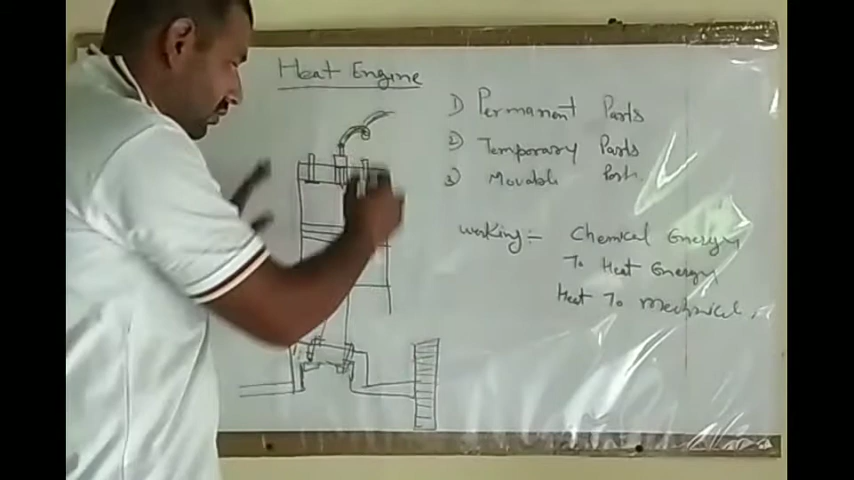 Heat Engine
1) Permanent Parts
2) Temporary Parts
3) Movable Parts
Working :- Chemical Energy
To Heat Energy
Heat To Mechanical